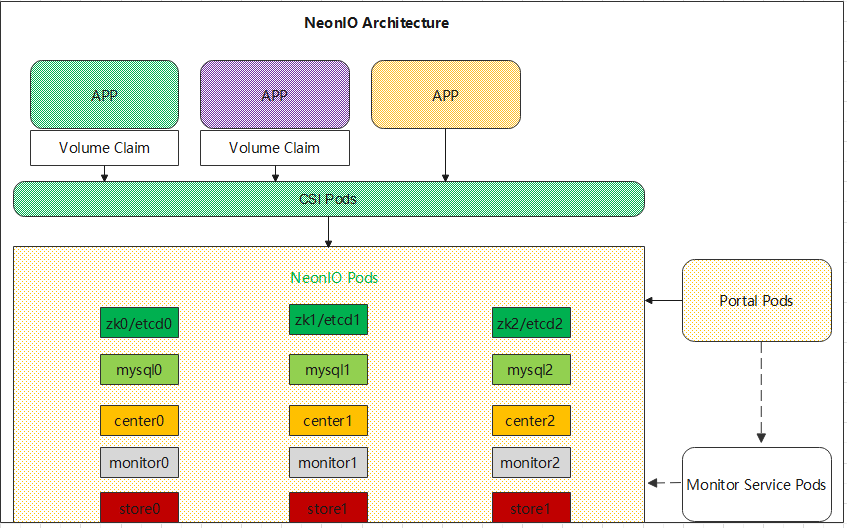 NeonIO Architecture
APP
APP
APP
Volume Claim
Volume Claim
CSI Pods
NeonIO Pods
Portal Pods
zk0/etcd0
zk1/etcd1
zk2/etcd2
mysql0
mysql1
mysql2
center0
center1
center2
monitor0
monitor1
monitor2
Monitor Service Pods
store0
store1
store1